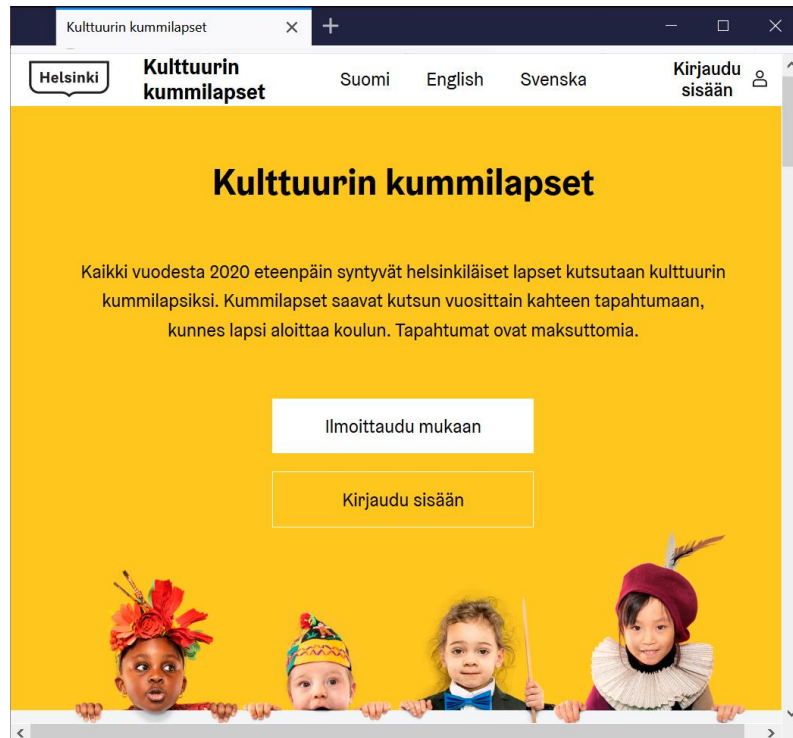 Kulttuurin kummilapset
Helsinki
Kulttuurin
kummilapset
Suomi English Svenska
Kirjaudu
sisään
Kulttuurin kummilapset
Kaikki vuodesta 2020 eteenpäin syntyvät helsinkiläiset lapset kutsutaan kulttuurin
kummilapsiksi. Kummilapset saavat kutsun vuosittain kahteen tapahtumaan,
kunnes lapsi aloittaa koulun. Tapahtumat ovat maksuttomia.
Ilmoittaudu mukaan
Kirjaudu sisään